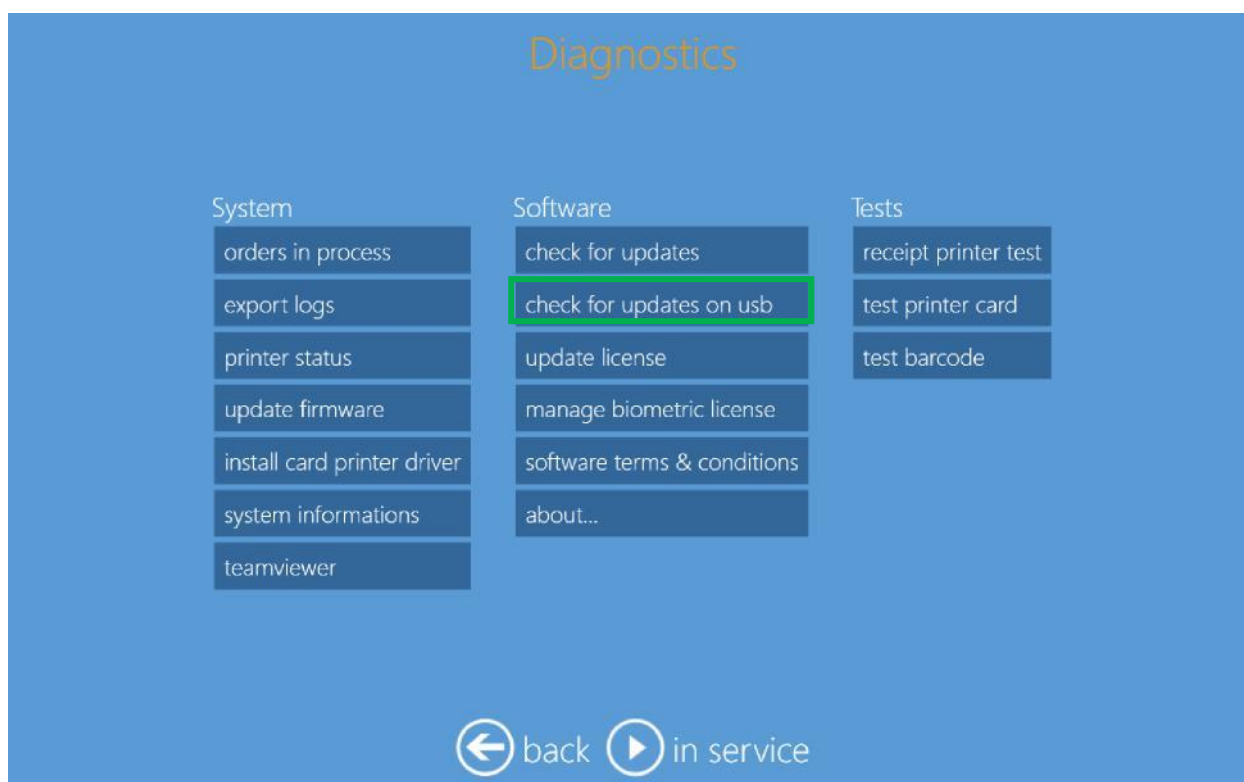 Diagnostics
System
orders in process
export logs
printer status
update firmware
install card printer driver
system informations
teamviewer
Software
check for updates
check for updates on usb
update license
manage biometric license
software terms & conditions
about...
Tests
receipt printer test
test printer card
test barcode
back in service